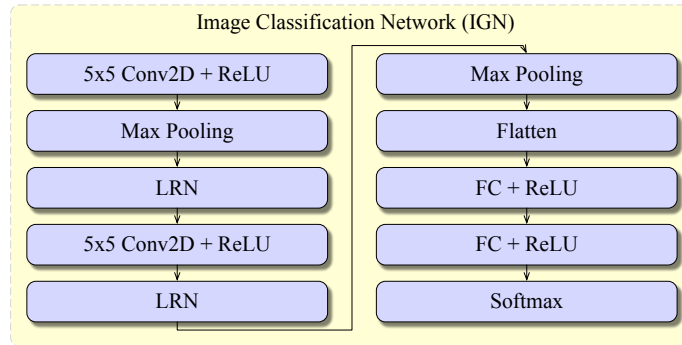 Image Classification Network (IGN)
5x5 Conv2D + ReLU
Max Pooling
LRN
5x5 Conv2D + ReLU
LRN
Max Pooling
Flatten
FC + ReLU
FC + ReLU
Softmax